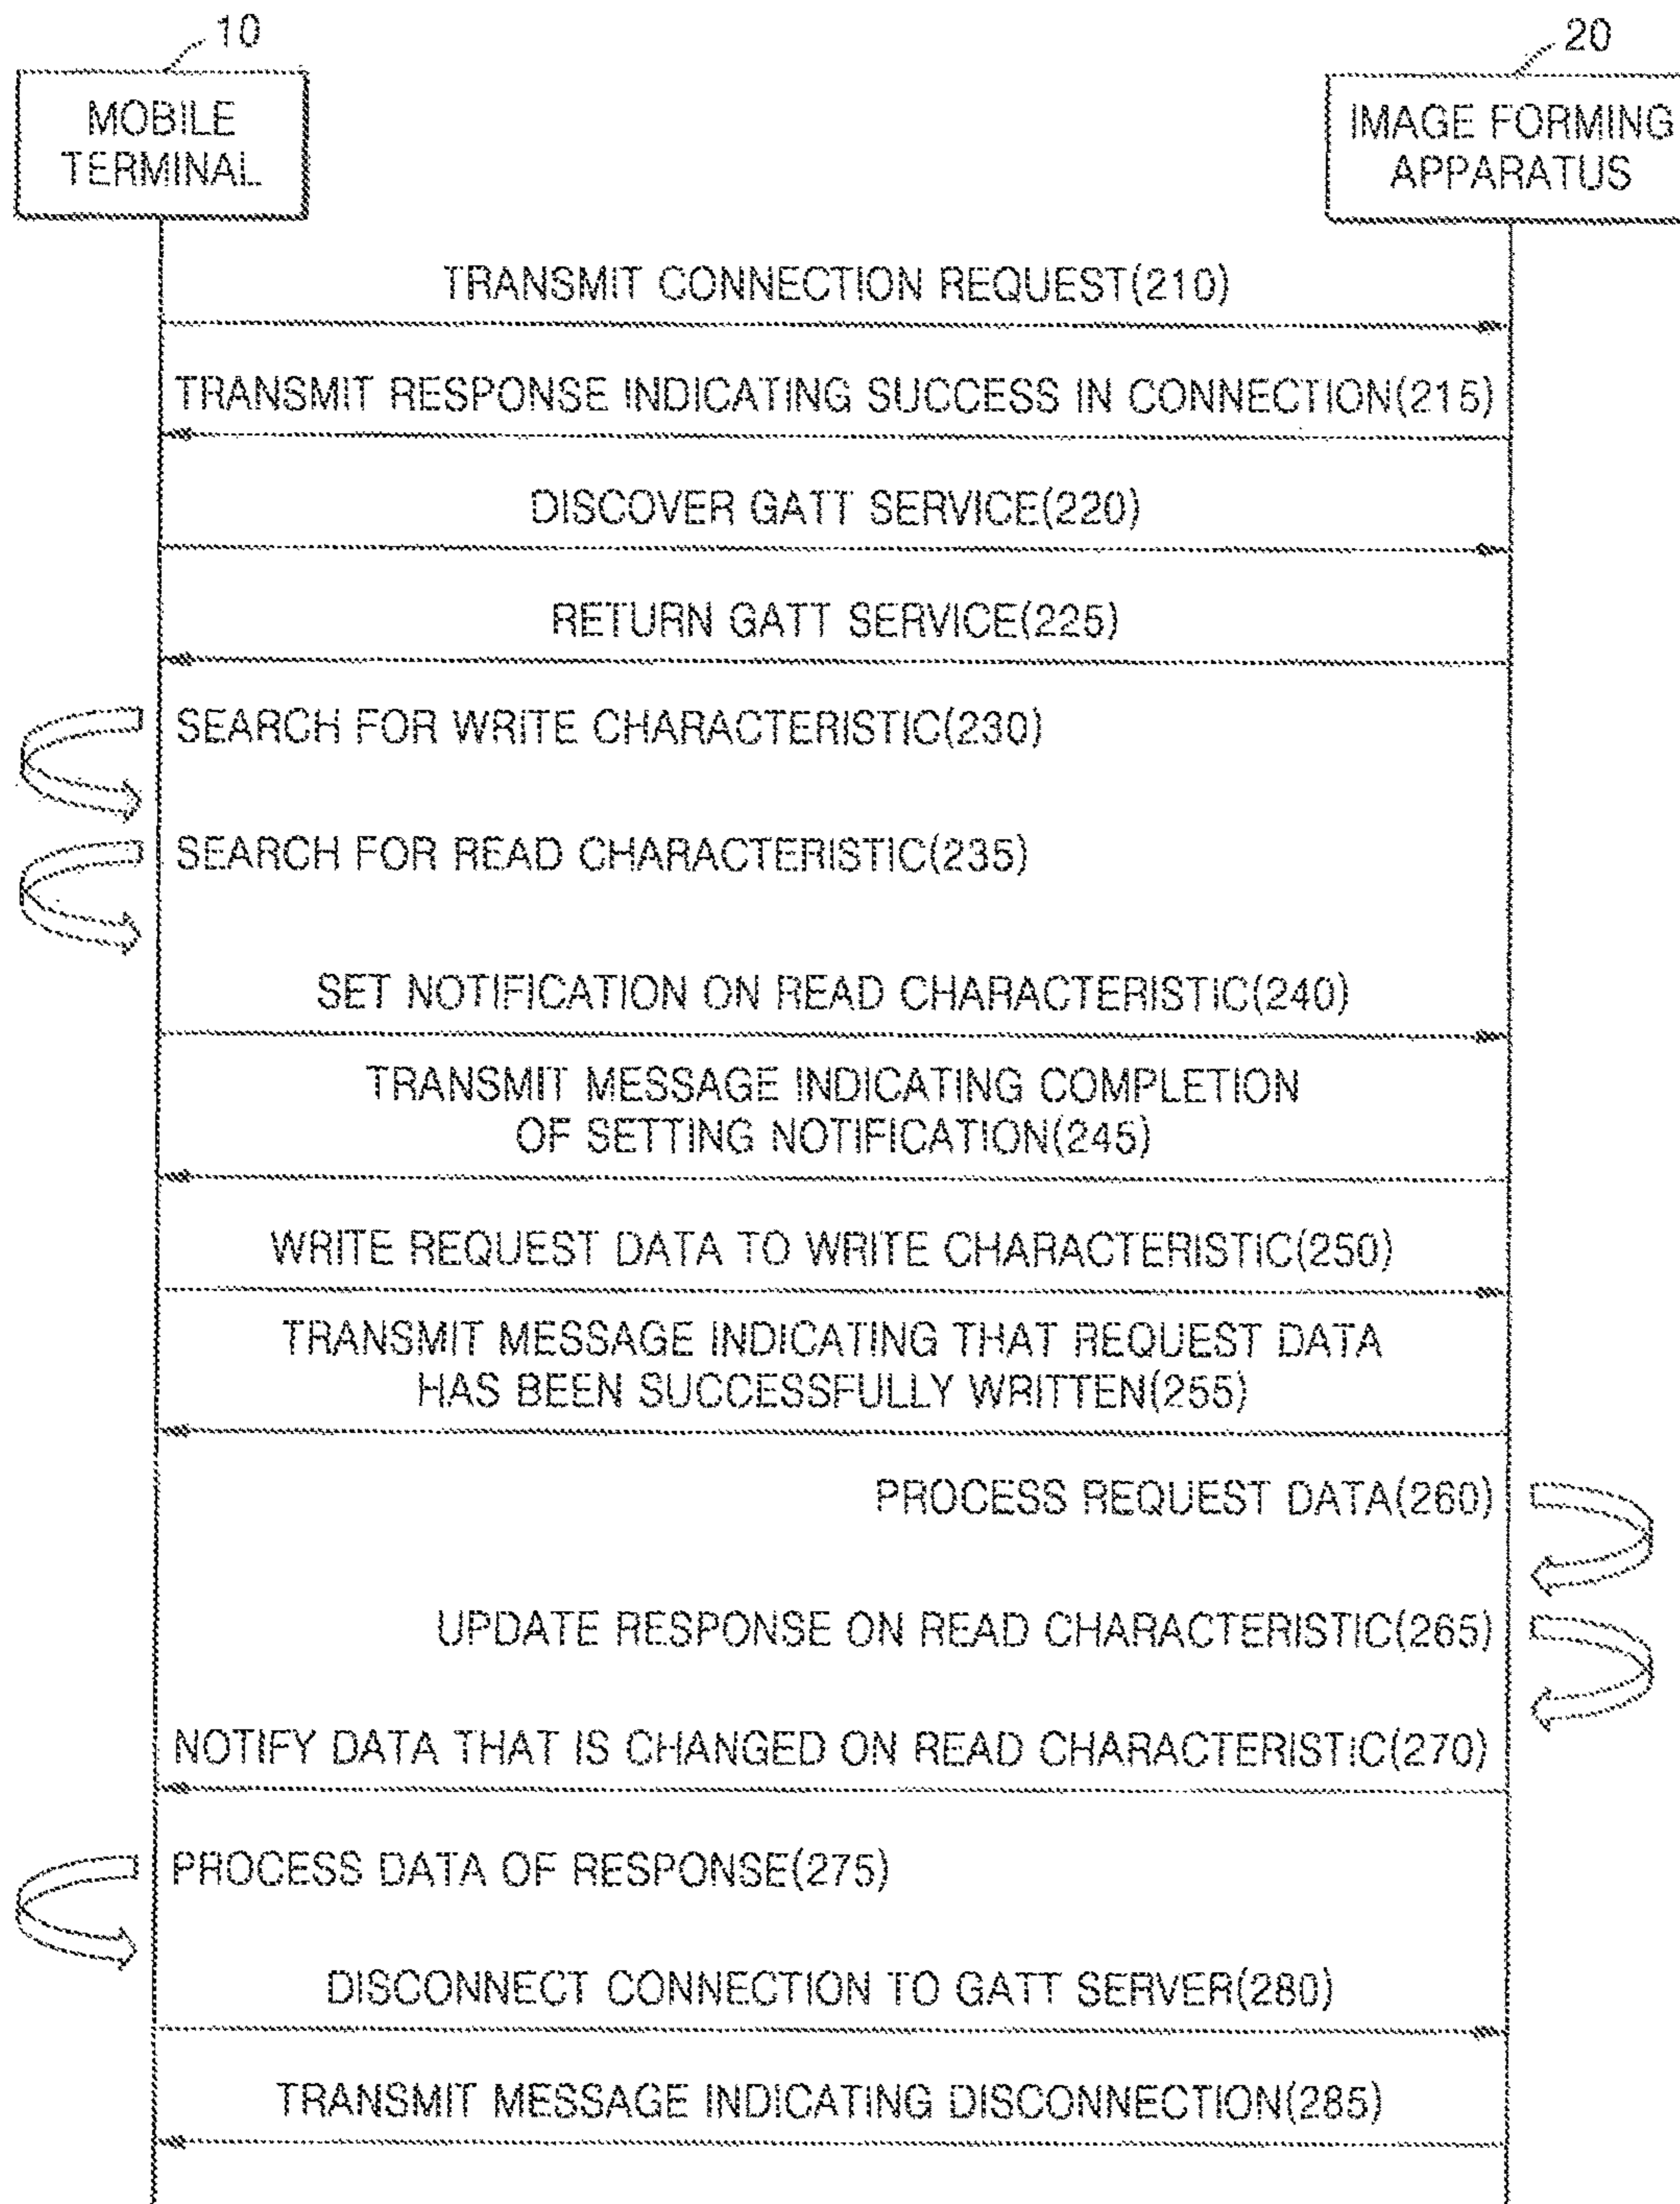 10
20
MOBILE
TERMINAL
IMAGE FORMING
APPARATUS
TRANSMIT CONNECTION REQUEST(210)
TRANSMIT RESPONSE INDICATING SUCCESS IN CONNECTION(215)
DISCOVER GATT SERVICE(220)
RETURN GATT SERVICE(225)
SEARCH FOR WRITE CHARACTERISTIC(230)
SEARCH FOR READ CHARACTERISTIC(235)
SET NOTIFICATION ON READ CHARACTERISTIC(240)
TRANSMIT MESSAGE INDICATING COMPLETION
OF SETTING NOTIFICATION(245)
WRITE REQUEST DATA TO WRITE CHARACTERISTIC(250)
TRANSMIT MESSAGE INDICATING THAT REQUEST DATA
HAS BEEN SUCCESSFULLY WRITTEN(255)
PROCESS REQUEST DATA(260)
UPDATE RESPONSE ON READ CHARACTERISTIC(265)
NOTIFY DATA THAT IS CHANGED ON READ CHARACTERISTIC(270)
PROCESS DATA OF RESPONSE(275)
DISCONNECT CONNECTION TO GATT SERVER(280)
TRANSMIT MESSAGE INDICATING DISCONNECTION(285)